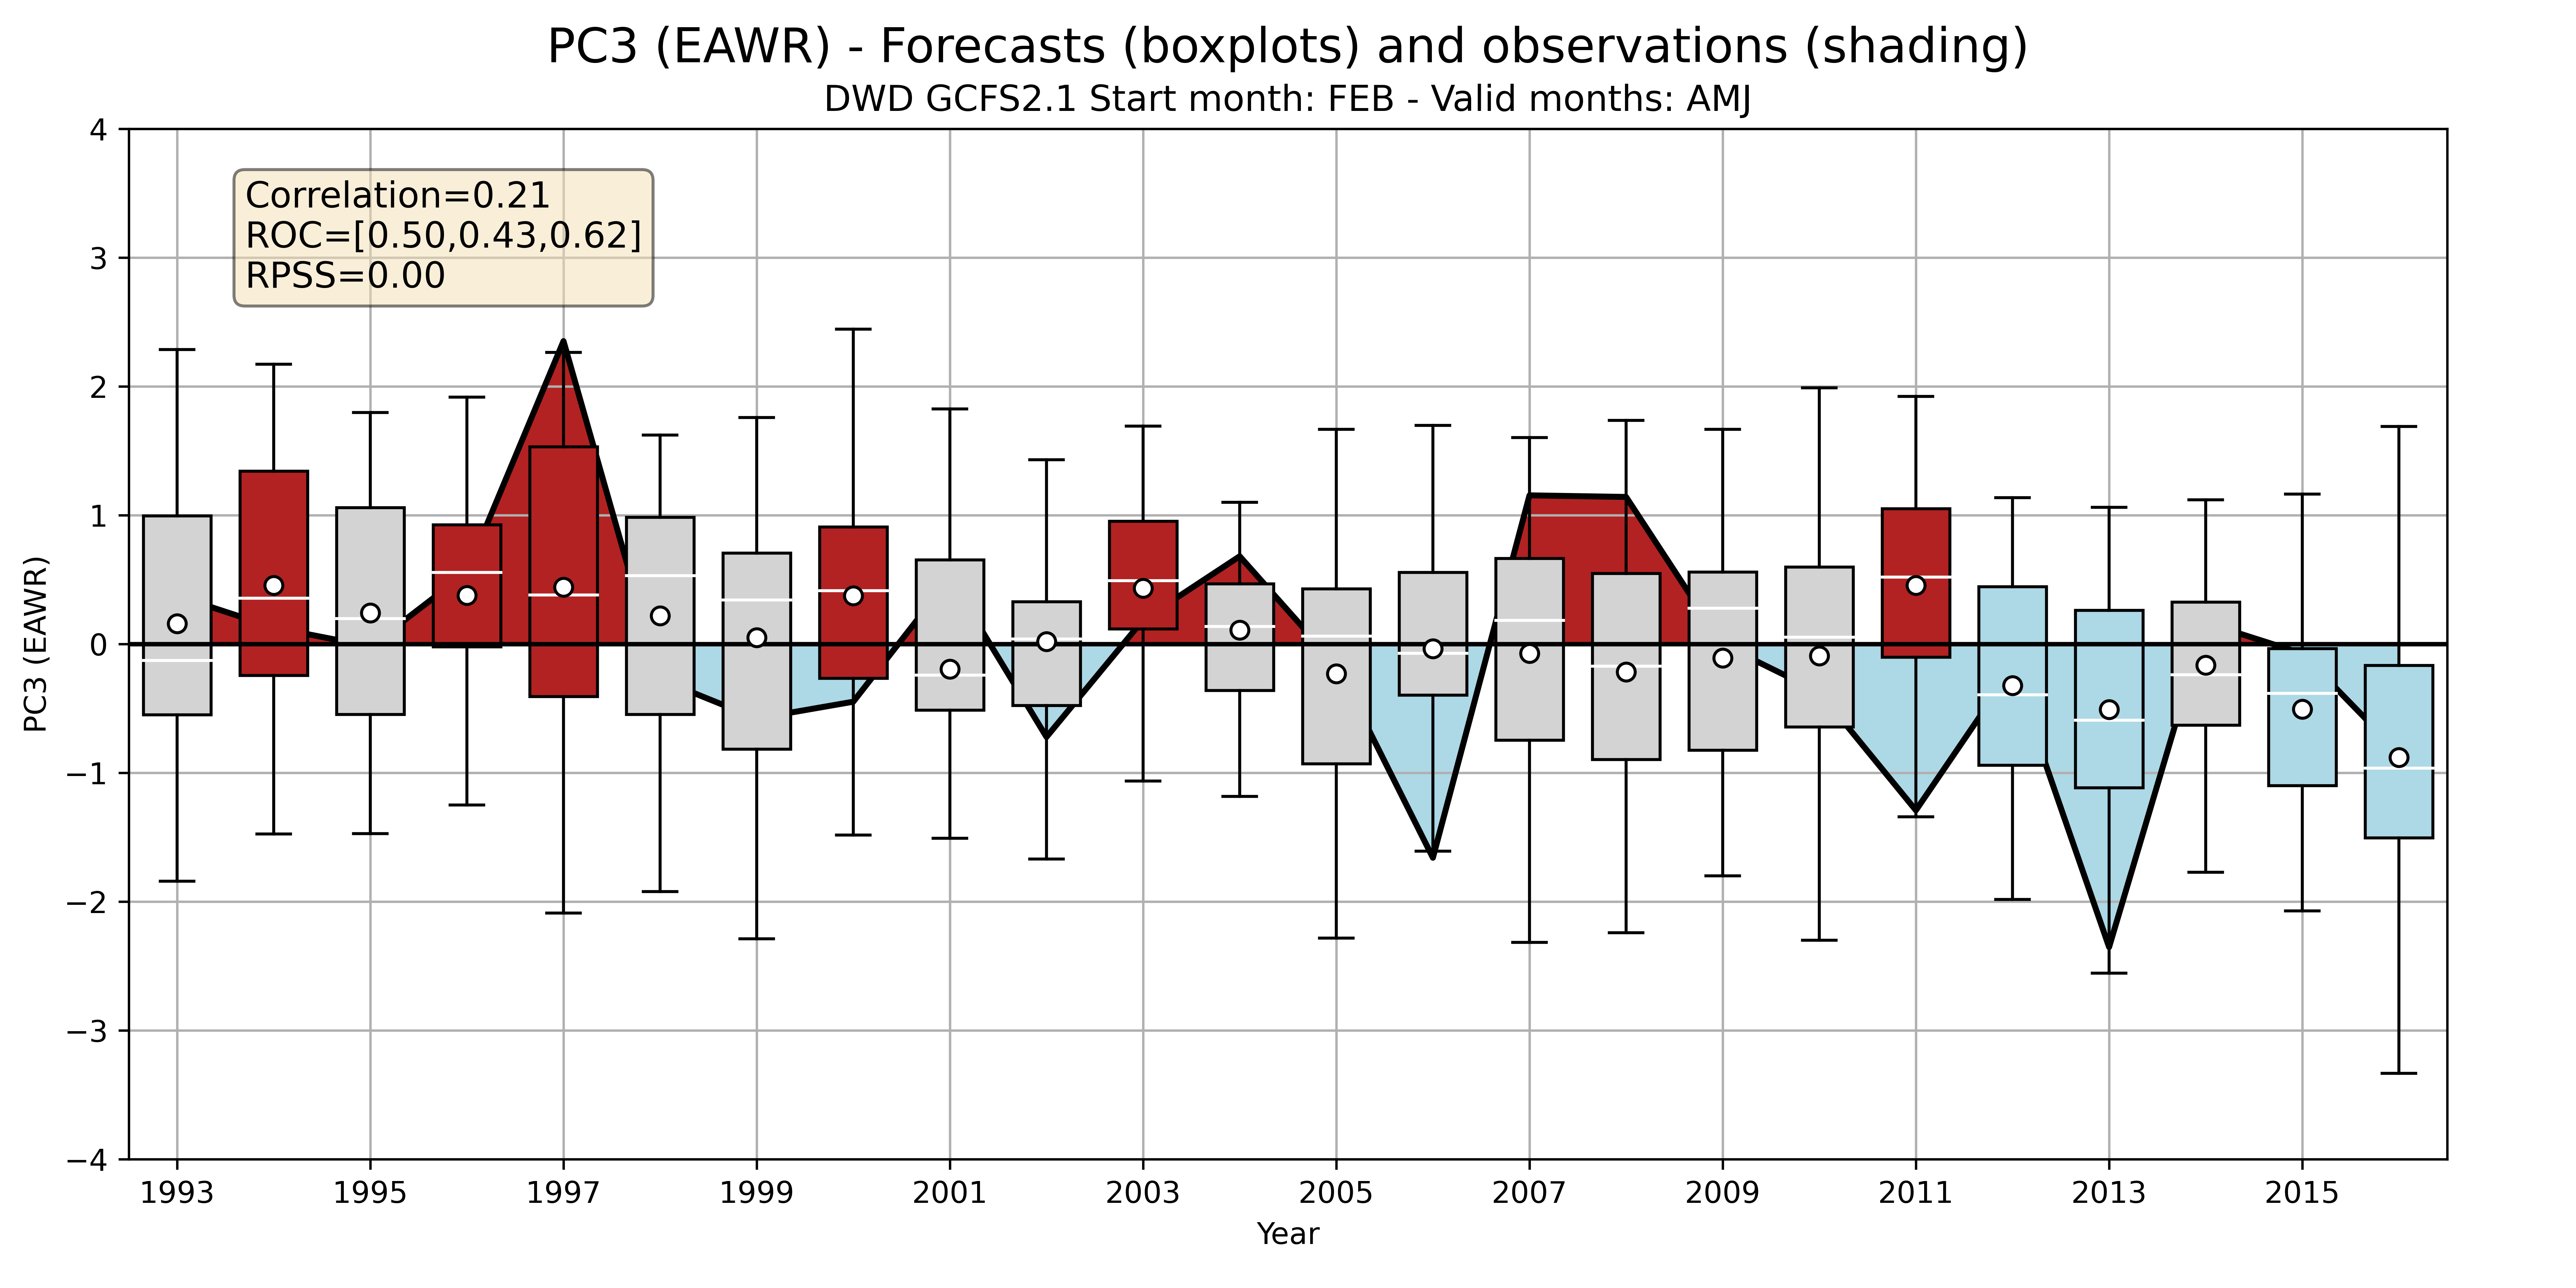 PC3 (EAWR) - Forecasts (boxplots) and observations (shading)
DWD GCFS2.1 Start month: FEB - Valid months: AMJ
Correlation=0.21
ROC=[0.50,0.43,0.62]
RPSS=0.00
PC3 (EAWR)
4
3
2
1
0
−1
−2
−3
−4
1993 1995 1997 1999 2001 2003 2005 2007 2009 2011 2013 2015
Year